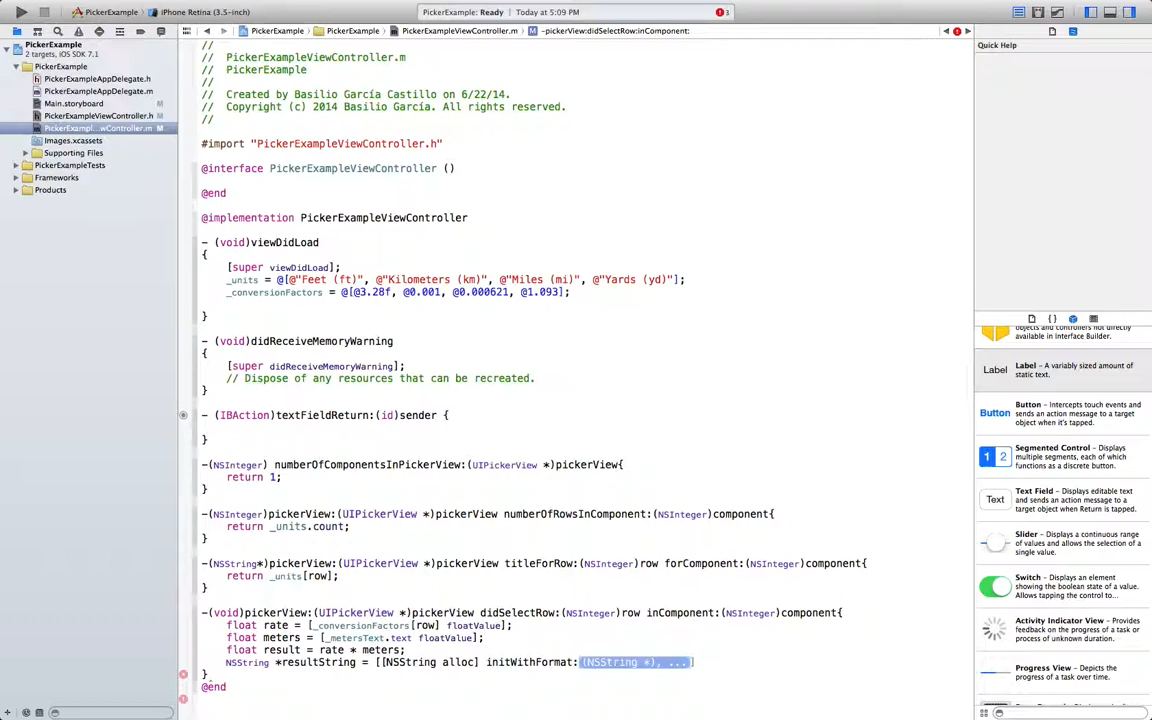 PickerExample
iPhone Retina (3.5-inch)
PickerExample: Ready
Today at 5:09 PM
3
PickerExample
PickerExample
PickerExampleViewController.m
M
-pickerView:didSelectRow:inComponent:
PickerExample
2 targets, iOS SDK 7.1
PickerExample
PickerExampleAppDelegate.h
PickerExampleAppDelegate.m
Main.storyboard M
PickerExampleViewController.h M
PickerExampl...wController.m M
Images.xcassets
Supporting Files
PickerExampleTests
Frameworks
Products
//
// PickerExampleViewController.m
// PickerExample
//
// Created by Basilio García Castillo on 6/22/14.
// Copyright (c) 2014 Basilio García. All rights reserved.
//
#import "PickerExampleViewController.h"
@interface PickerExampleViewController ()
@end
@implementation PickerExampleViewController
- (void)viewDidLoad
{
[super viewDidLoad];
_units = @[@"Feet (ft)", @"Kilometers (km)", @"Miles (mi)", @"Yards (yd)"];
_conversionFactors = @[@3.28f, @0.001, @0.000621, @1.093];
}
- (void)didReceiveMemoryWarning
{
[super didReceiveMemoryWarning];
// Dispose of any resources that can be recreated.
}
- (IBAction)textFieldReturn:(id)sender {
}
-(NSInteger) numberOfComponentsInPickerView:(UIPickerView *)pickerView{
return 1;
}
-(NSInteger)pickerView:(UIPickerView *)pickerView numberOfRowsInComponent:(NSInteger)component{
return _units.count;
}
-(NSString*)pickerView:(UIPickerView *)pickerView titleForRow:(NSInteger)row forComponent:(NSInteger)component{
return _units[row];
}
-(void)pickerView:(UIPickerView *)pickerView didSelectRow:(NSInteger)row inComponent:(NSInteger)component{
float rate = [_conversionFactors[row] floatValue];
float meters = [_metersText.text floatValue];
float result = rate * meters;
NSString *resultString = [[NSString alloc] initWithFormat:(NSString *), ...]
}
@end
Quick Help
{ }
objects and controllers not directly
available in Interface Builder.
Label
Label - A variably sized amount of
static text.
Button
Button - Intercepts touch events and
sends an action message to a target
object when it's tapped.
1 2
Segmented Control - Displays
multiple segments, each of which
functions as a discrete button.
Text
Text Field - Displays editable text
and sends an action message to a
target object when Return is tapped.
Slider - Displays a continuous range
of values and allows the selection of a
single value.
Switch - Displays an element
showing the boolean state of a value.
Allows tapping the control to...
Activity Indicator View - Provides
feedback on the progress of a task or
process of unknown duration.
Progress View - Depicts the
progress of a task over time.